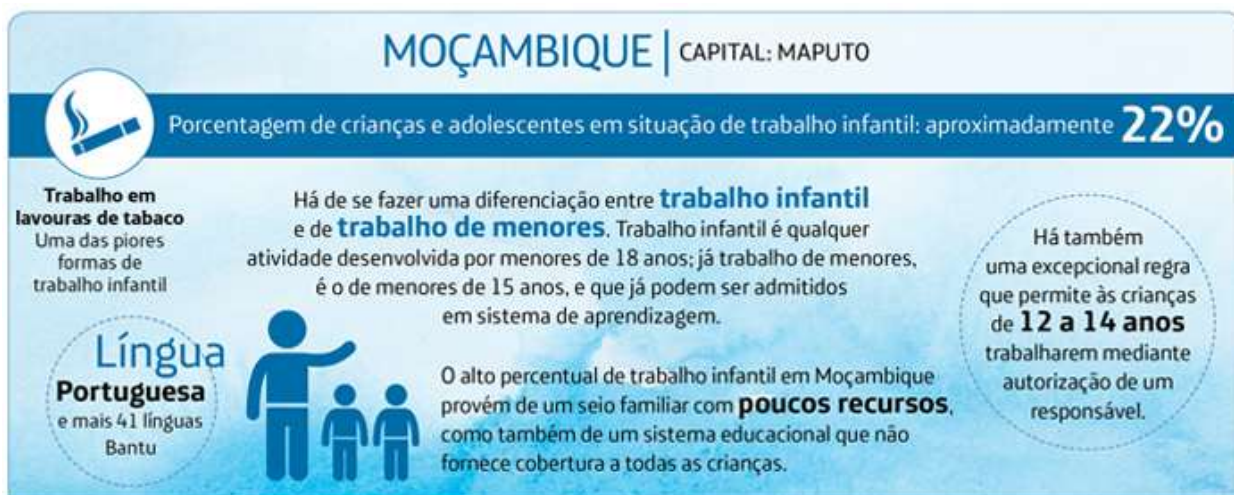 MOÇAMBIQUE | CAPITAL: MAPUTO
Porcentagem de crianças e adolescentes em situação de trabalho infantil: aproximadamente 22%
Trabalho em
lavouras de tabaco
Uma das piores
formas de
trabalho infantil
Há de se fazer uma diferenciação entre trabalho infantil
e de trabalho de menores. Trabalho infantil é qualquer
atividade desenvolvida por menores de 18 anos; já trabalho de menores,
é o de menores de 15 anos, e que já podem ser admitidos
em sistema de aprendizagem.
Há também
uma excepcional regra
que permite às crianças
de 12 a 14 anos
trabalharem mediante
autorização de um
responsável.
Língua
Portuguesa
e mais 41 línguas
Bantu
O alto percentual de trabalho infantil em Moçambique
provém de um seio familiar com poucos recursos,
como também de um sistema educacional que não
fornece cobertura a todas as crianças.